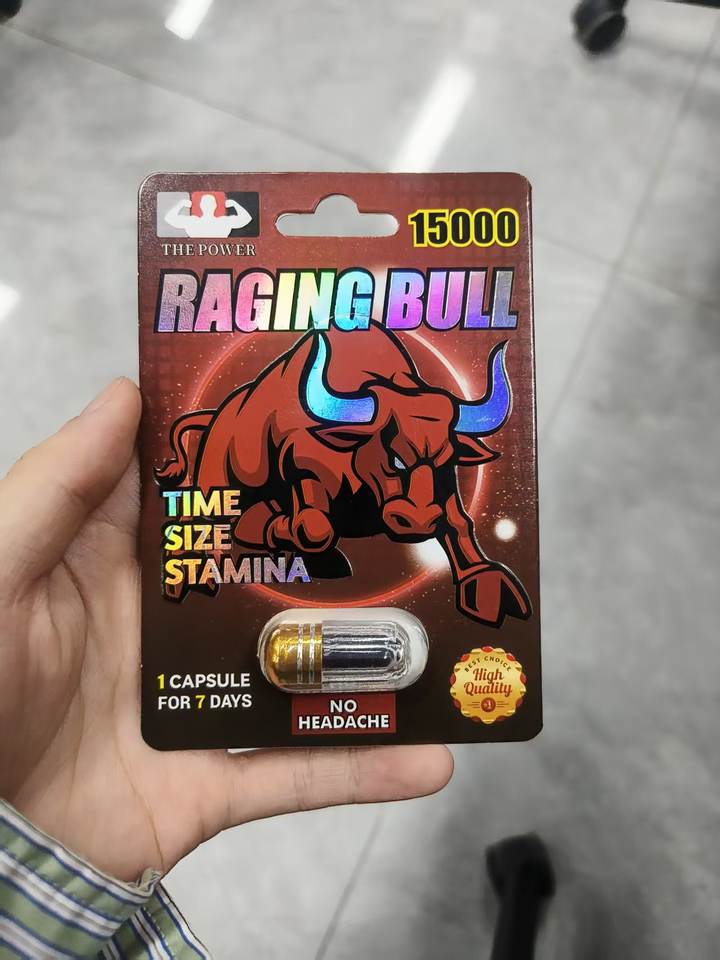 THE POWER
15000
RAGING BULL
TIME
SIZE
STAMINA
1 CAPSULE
FOR 7 DAYS
NO
HEADACHE
BEST CHOICE
High
Quality
#1